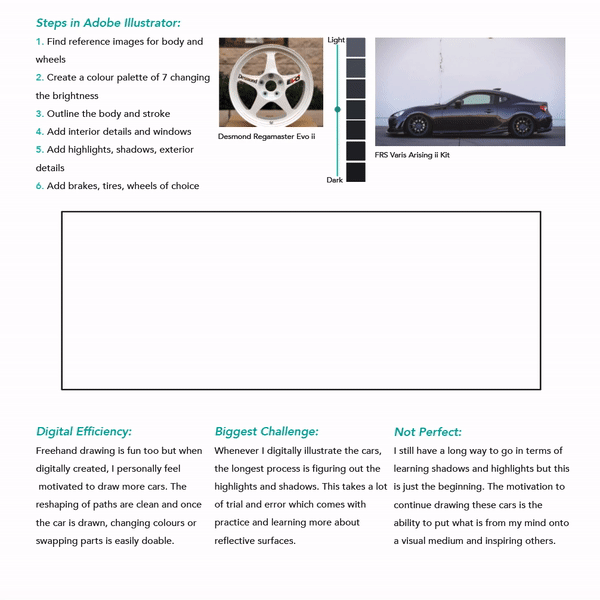 Steps in Adobe Illustrator:
1. Find reference images for body and
wheels
2. Create a colour palette of 7 changing
the brightness
3. Outline the body and stroke
4. Add interior details and windows
5. Add highlights, shadows, exterior
details
6. Add brakes, tires, wheels of choice
Desmond
Desmond Regamaster Evo ii
Light
Dark
FRS Varis Arising ii Kit
Digital Efficiency:
Freehand drawing is fun too but when
digitally created, I personally feel
motivated to draw more cars. The
reshaping of paths are clean and once
the car is drawn, changing colours or
swapping parts is easily doable.
Biggest Challenge:
Whenever I digitally illustrate the cars,
the longest process is figuring out the
highlights and shadows. This takes a lot
of trial and error which comes with
practice and learning more about
reflective surfaces.
Not Perfect:
I still have a long way to go in terms of
learning shadows and highlights but this
is just the beginning. The motivation to
continue drawing these cars is the
ability to put what is from my mind onto
a visual medium and inspiring others.